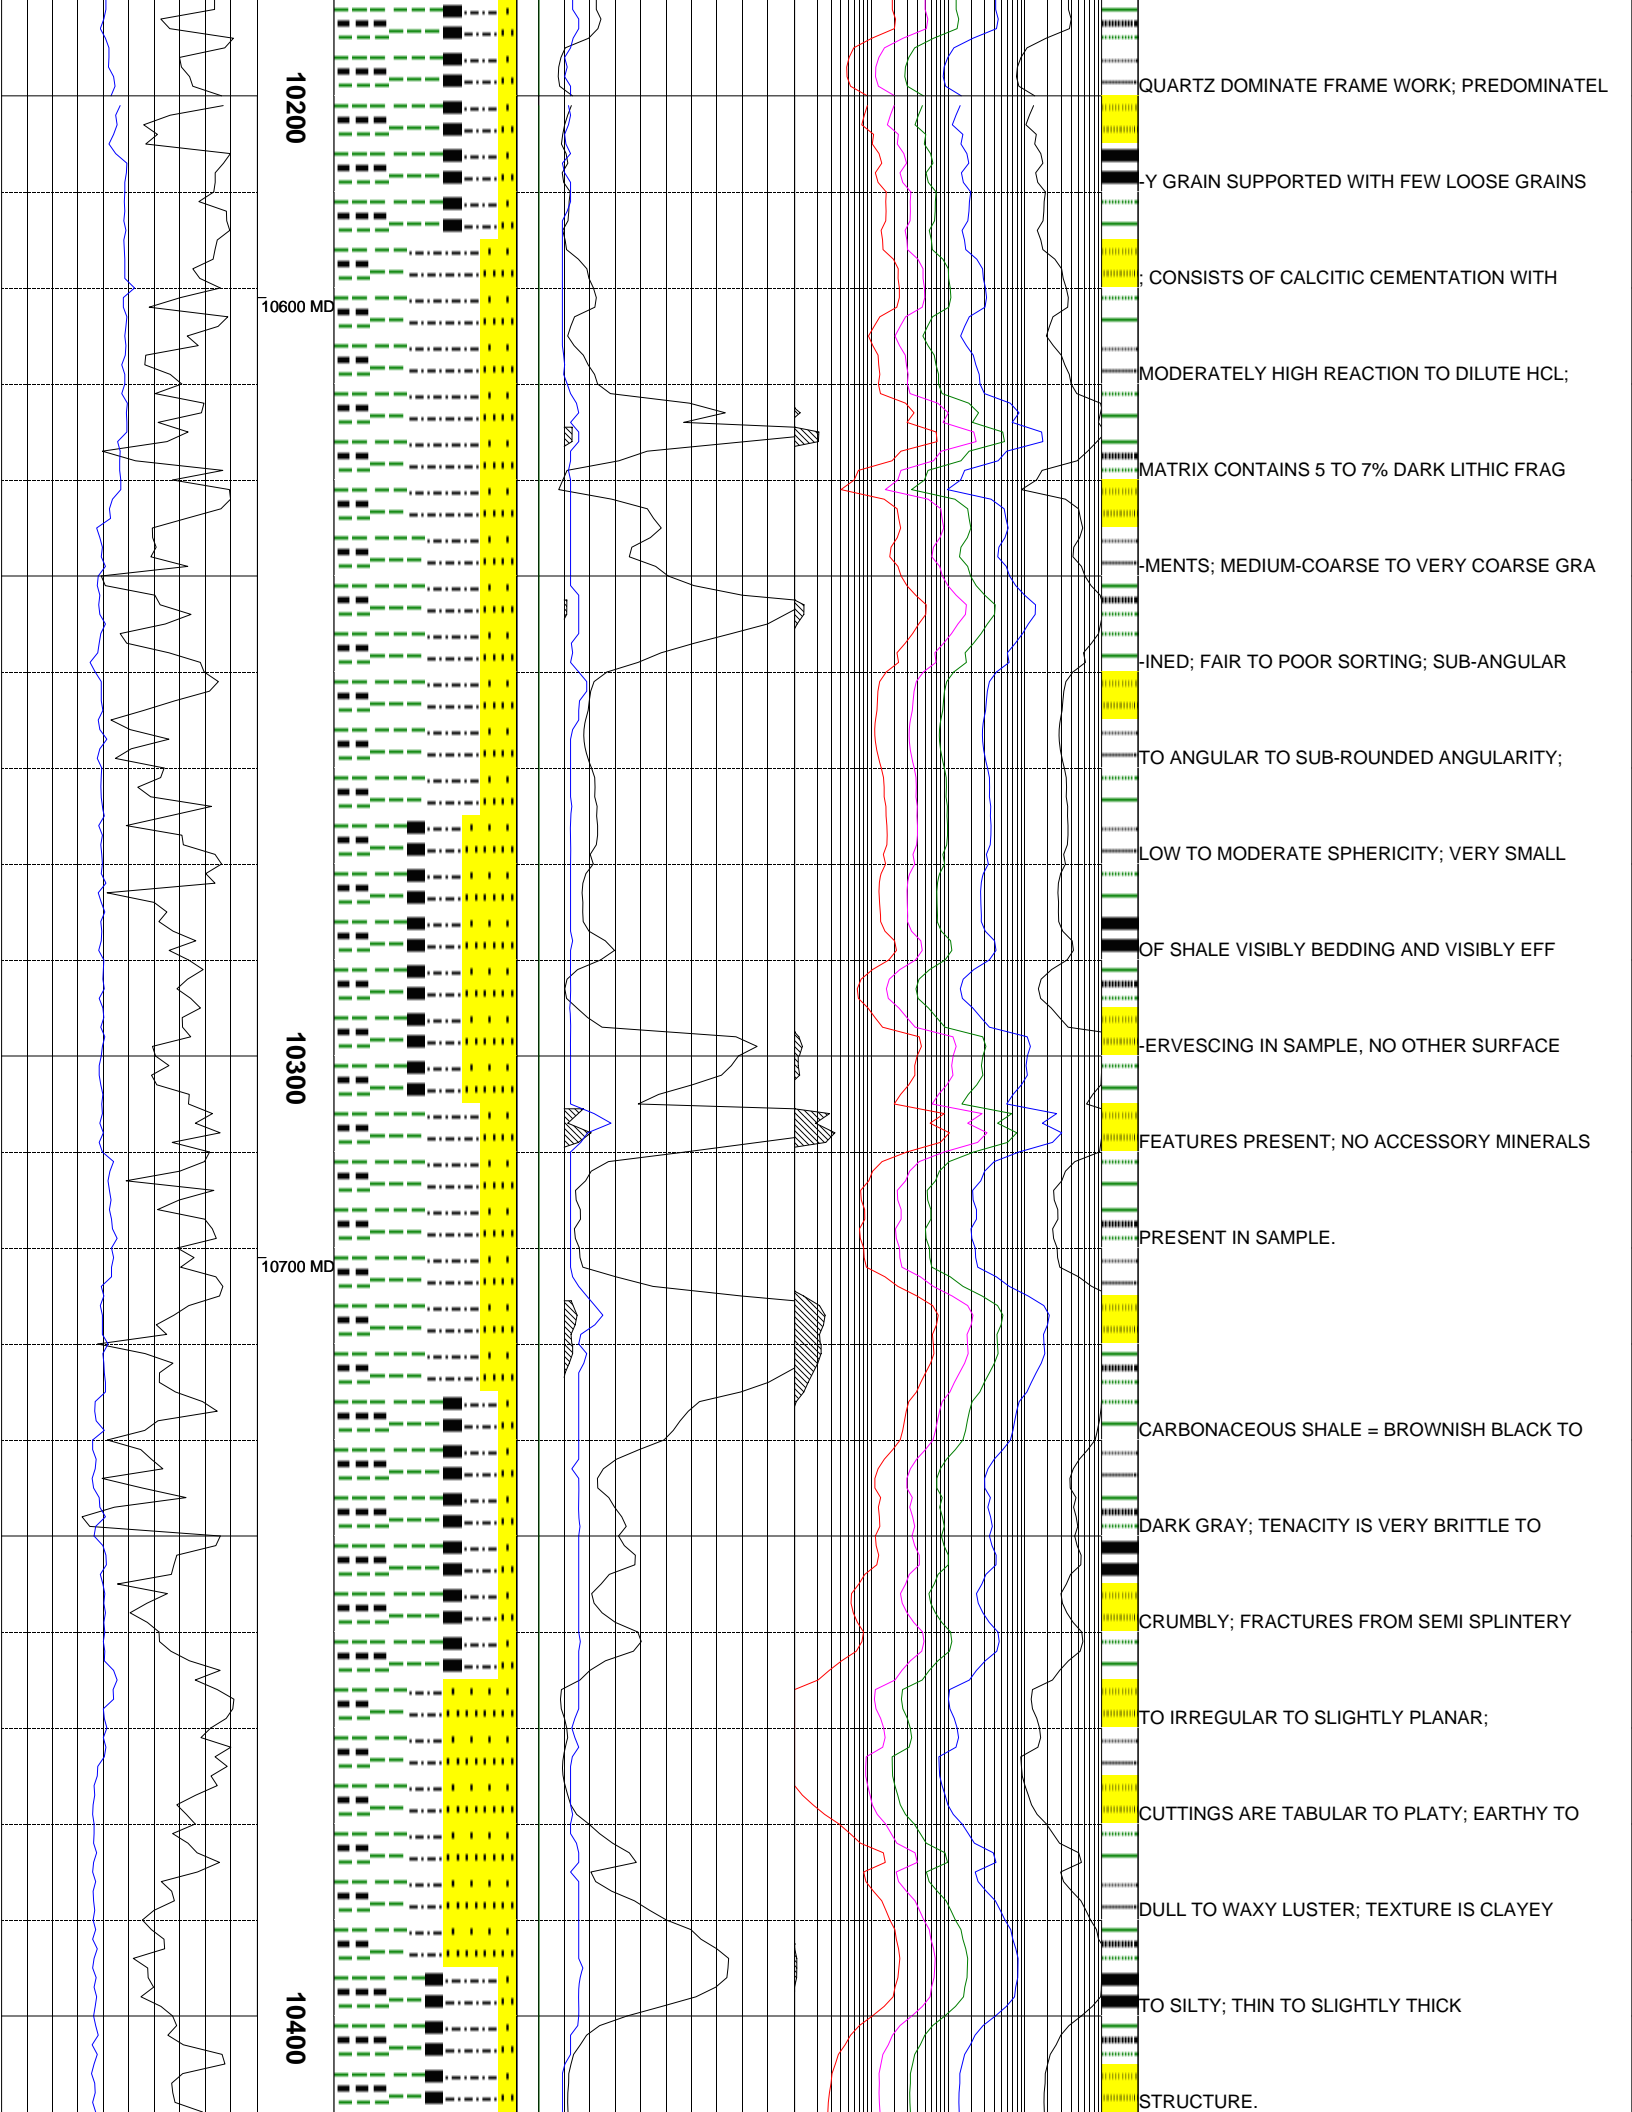 10200
10600 MD
10300
10700 MD
10400
QUARTZ DOMINATE FRAME WORK; PREDOMINATEL
-Y GRAIN SUPPORTED WITH FEW LOOSE GRAINS
; CONSISTS OF CALCITIC CEMENTATION WITH
MODERATELY HIGH REACTION TO DILUTE HCL;
MATRIX CONTAINS 5 TO 7% DARK LITHIC FRAG
-MENTS; MEDIUM-COARSE TO VERY COARSE GRA
-INED; FAIR TO POOR SORTING; SUB-ANGULAR
TO ANGULAR TO SUB-ROUNDED ANGULARITY;
LOW TO MODERATE SPHERICITY; VERY SMALL
OF SHALE VISIBLY BEDDING AND VISIBLY EFF
-ERVESCING IN SAMPLE, NO OTHER SURFACE
FEATURES PRESENT; NO ACCESSORY MINERALS
PRESENT IN SAMPLE.
CARBONACEOUS SHALE = BROWNISH BLACK TO
DARK GRAY; TENACITY IS VERY BRITTLE TO
CRUMBLY; FRACTURES FROM SEMI SPLINTERY
TO IRREGULAR TO SLIGHTLY PLANAR;
CUTTINGS ARE TABULAR TO PLATY; EARTHY TO
DULL TO WAXY LUSTER; TEXTURE IS CLAYEY
TO SILTY; THIN TO SLIGHTLY THICK
STRUCTURE.